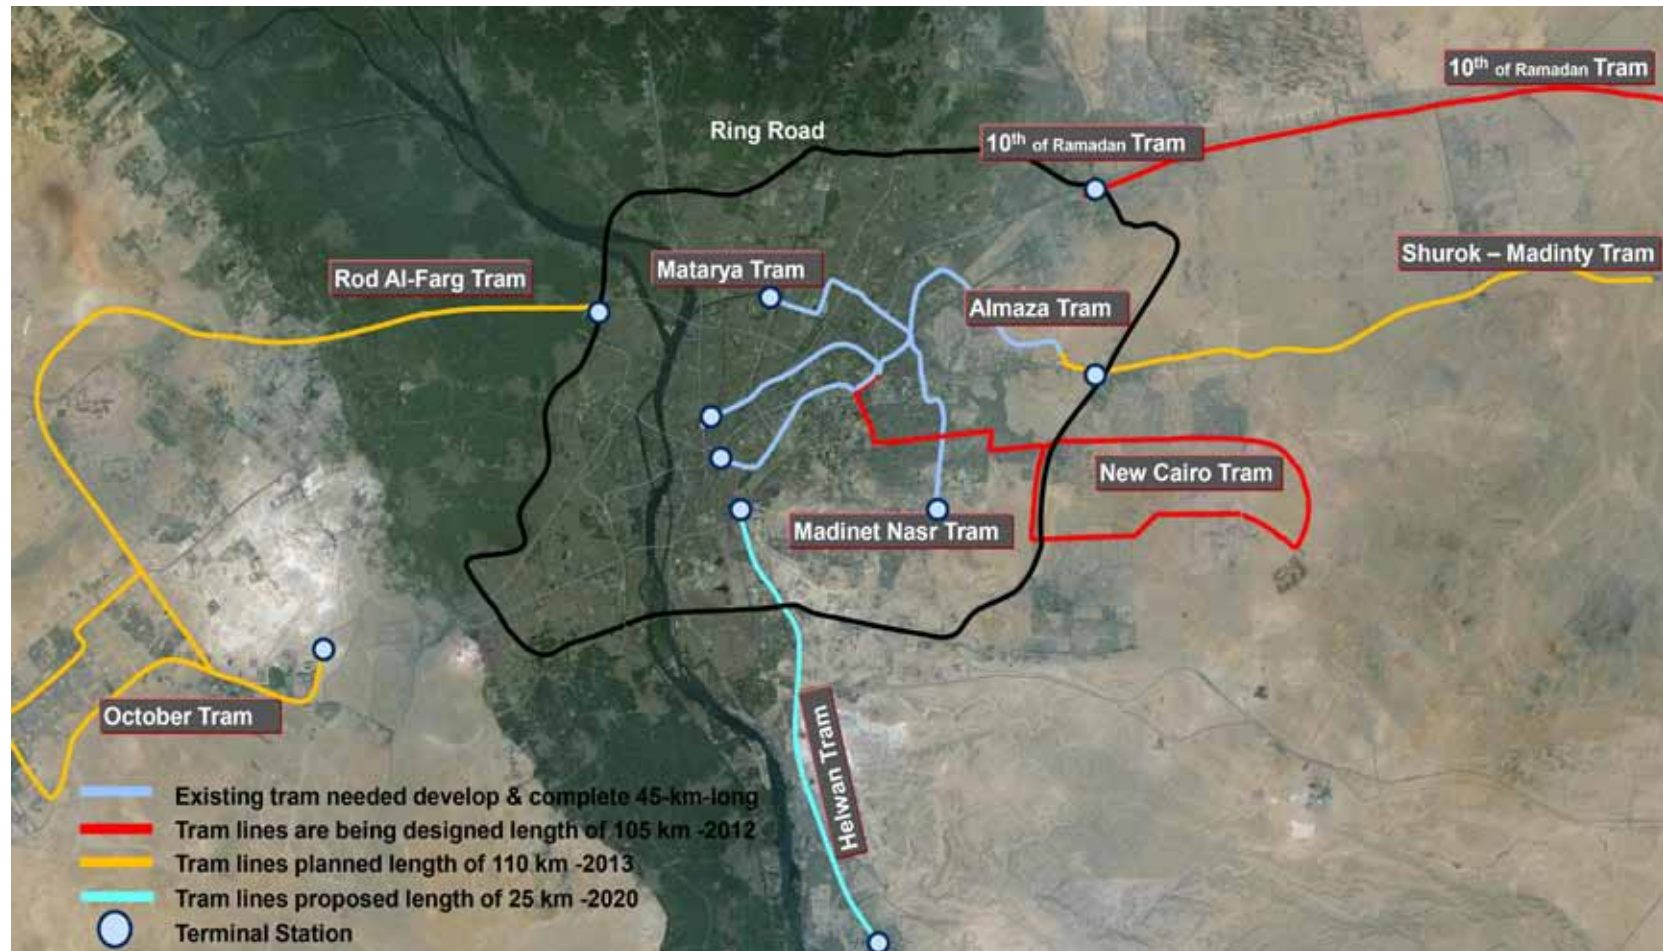 10th of Ramadan Tram
Ring Road
10th of Ramadan Tram
Shurok – Madinty Tram
Rod Al-Farg Tram
Matarya Tram
Almaza Tram
New Cairo Tram
Madinet Nasr Tram
October Tram
Helwan Tram
Existing tram needed develop & complete 45-km-long
Tram lines are being designed length of 105 km -2012
Tram lines planned length of 110 km -2013
Tram lines proposed length of 25 km -2020
Terminal Station